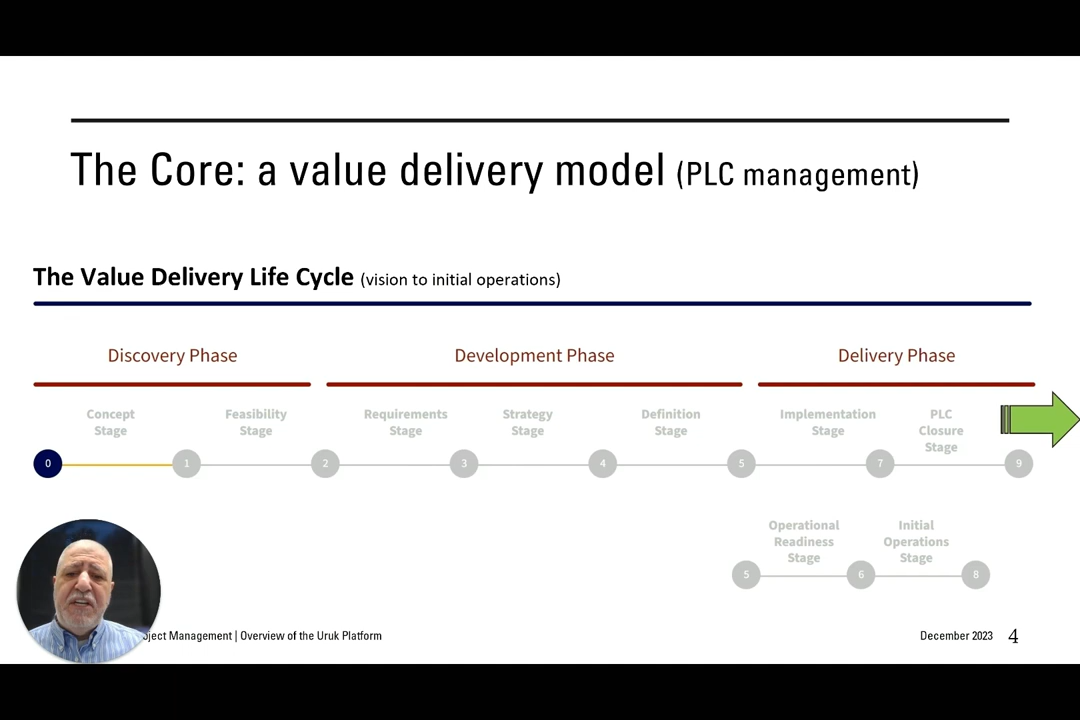 The Core: a value delivery model (PLC management)
The Value Delivery Life Cycle (vision to initial operations)
Discovery Phase
Development Phase
Delivery Phase
Concept
Stage
Feasibility
Stage
Requirements
Stage
Strategy
Stage
Definition
Stage
Implementation
Stage
PLC
Closure
Stage
0
1
2
3
4
5
7
9
Operational
Readiness
Stage
Initial
Operations
Stage
5
6
8
Management | Overview of the Uruk Platform
December 2023
4